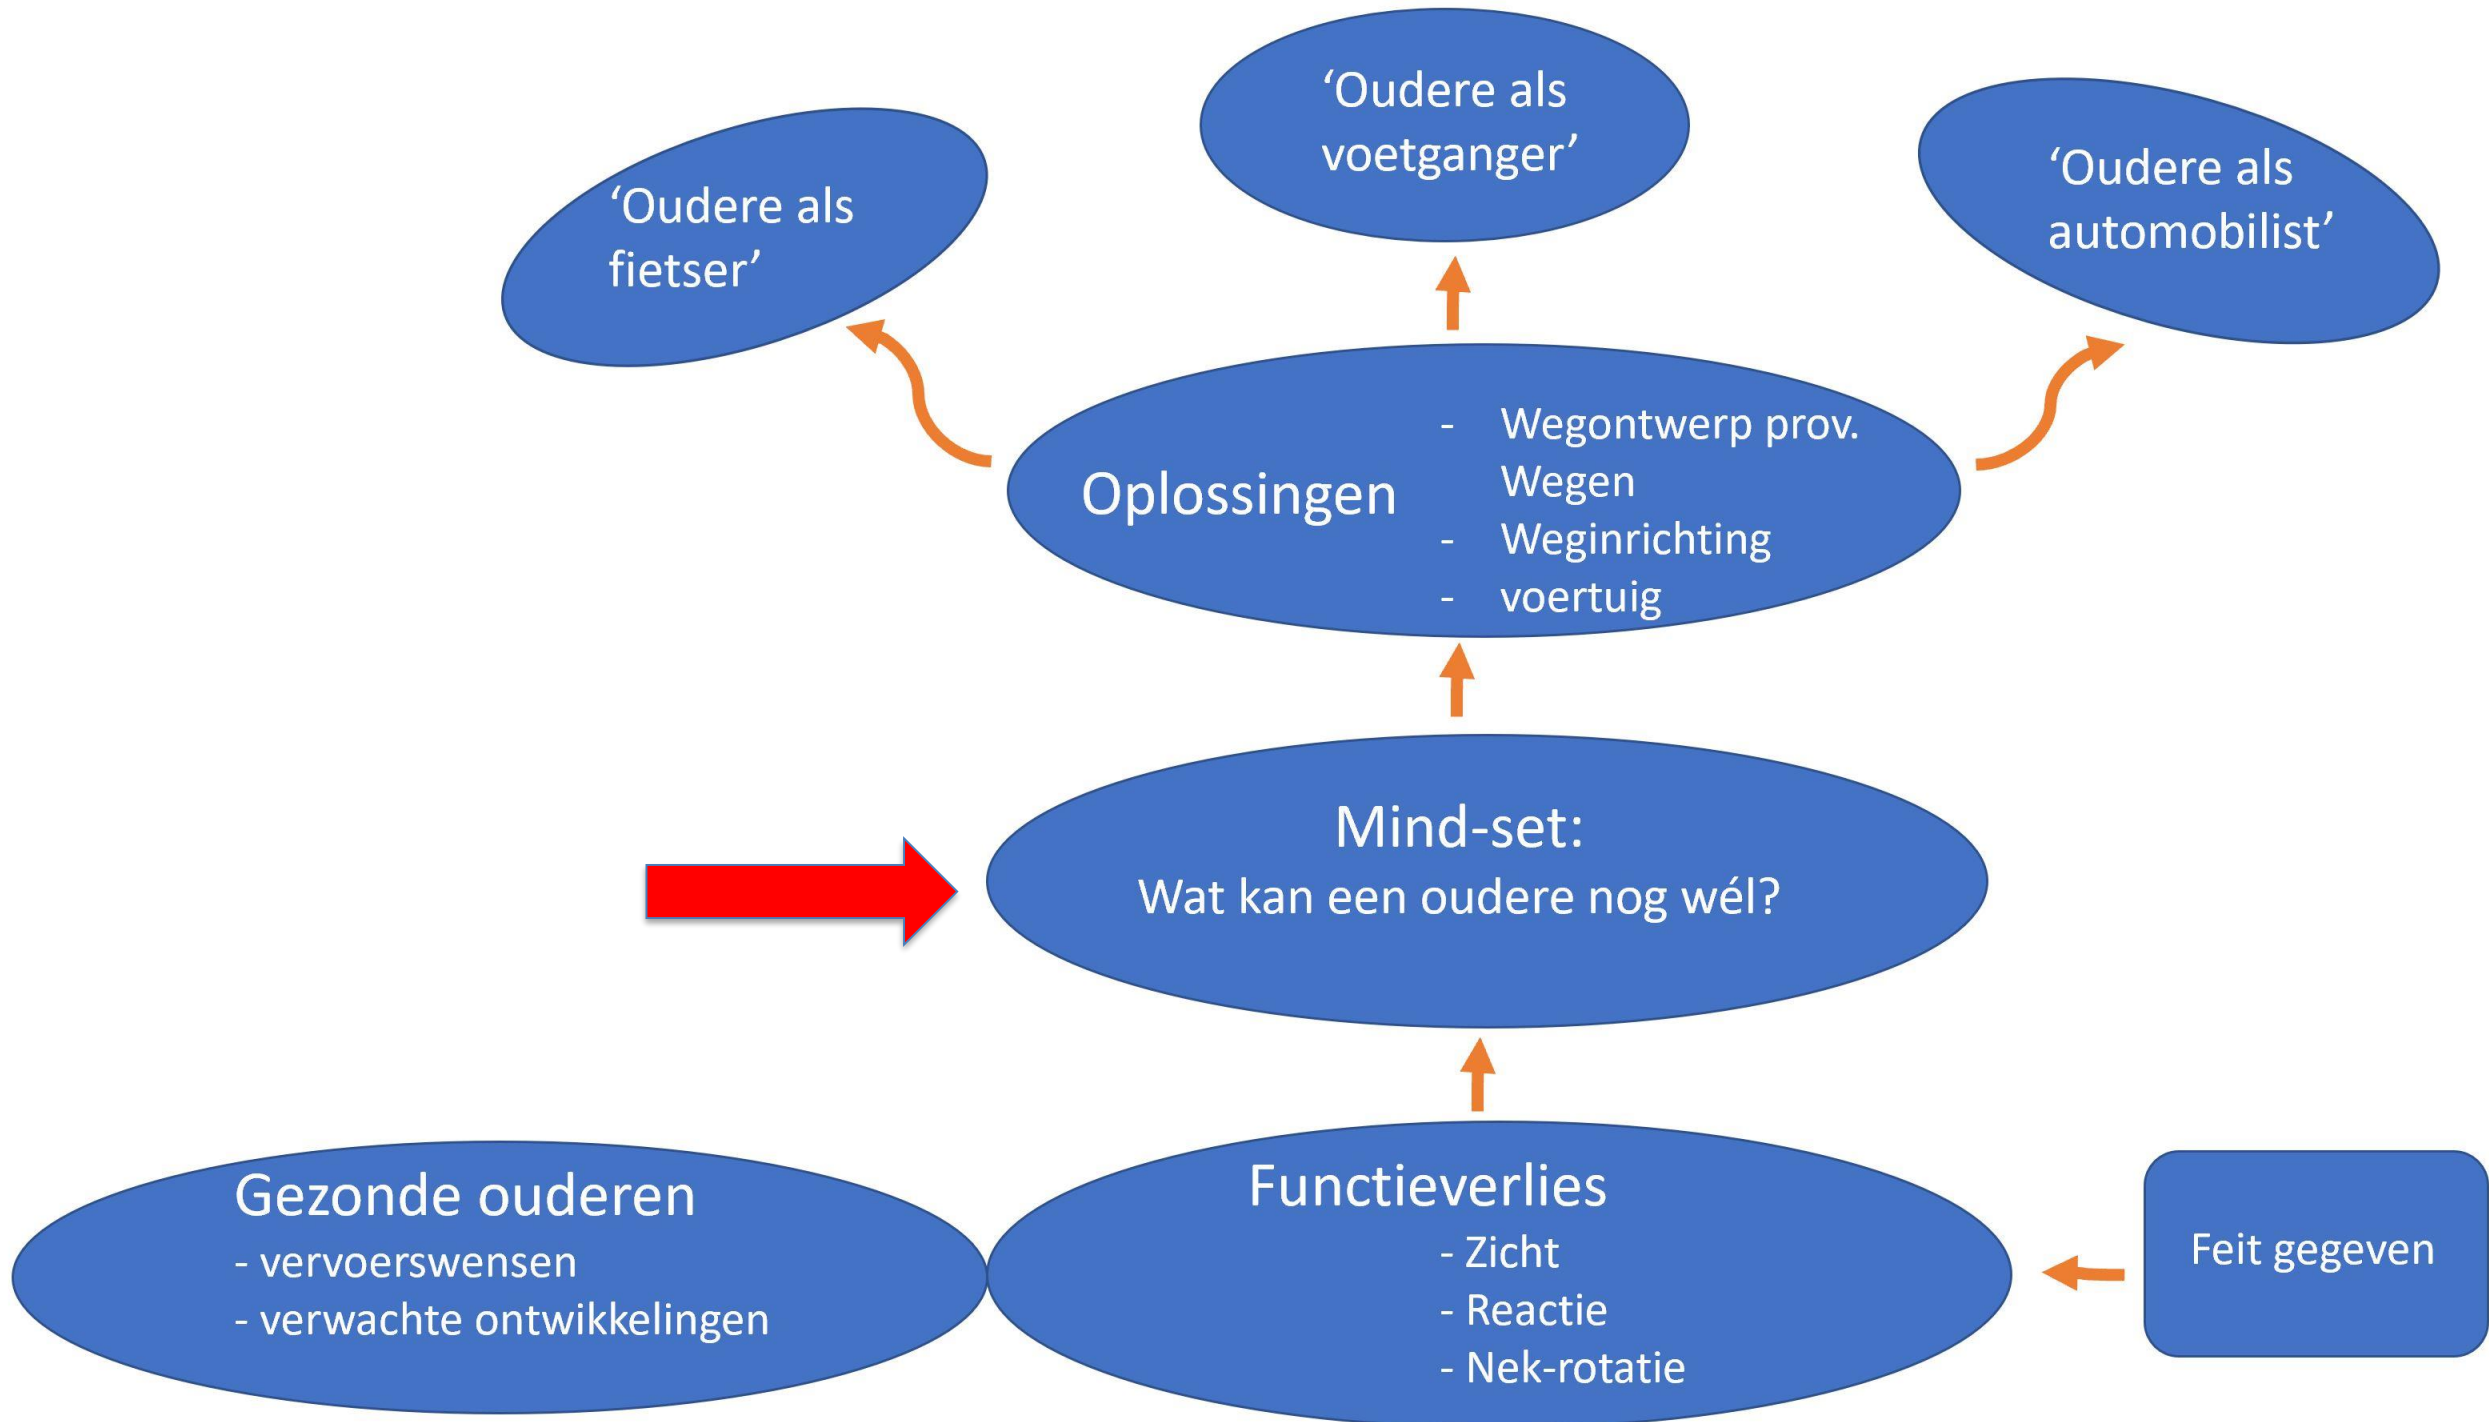 ‘Oudere als
voetganger’
‘Oudere als
fietser’
‘Oudere als
automobilist’
Oplossingen
- Wegontwerp prov.
Wegen
- Weginrichting
- voertuig
Mind-set:
Wat kan een oudere nog wél?
Gezonde ouderen
- vervoerswensen
- verwachte ontwikkelingen
Functieverlies
- Zicht
- Reactie
- Nek-rotatie
Feit gegeven